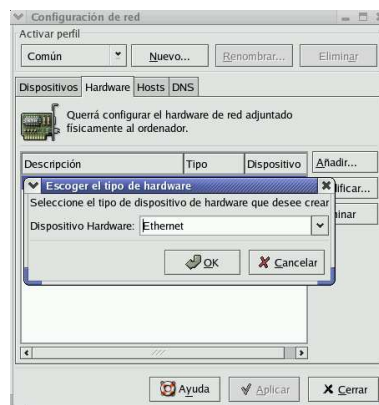 Configuración de red
Activar perfil
Común Nuevo... Renombrar... Eliminar
Dispositivos Hardware Hosts DNS
Querrá configurar el hardware de red adjuntado
físicamente al ordenador.
Descripción Tipo Dispositivo Añadir...
Escoger el tipo de hardware
ificar...
Seleccione el tipo de dispositivo de hardware que desee crear
inar
Dispositivo Hardware: Ethernet
OK Cancelar
Ayuda Aplicar Cerrar